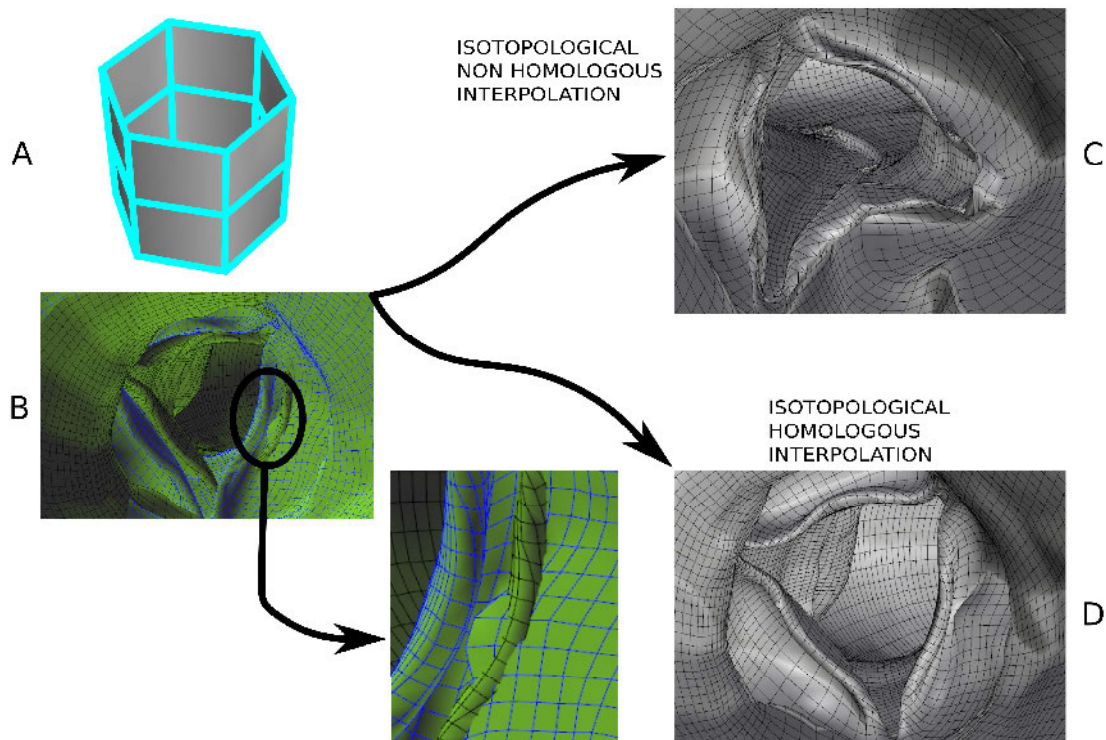 ISOTOPOLOGICAL
NON HOMOLOGOUS
INTERPOLATION
A
C
B
ISOTOPOLOGICAL
HOMOLOGOUS
INTERPOLATION
D